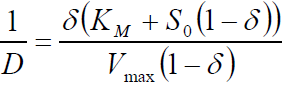 1/D = δ(K_M + S_0(1 − δ)) / V_max(1 − δ)